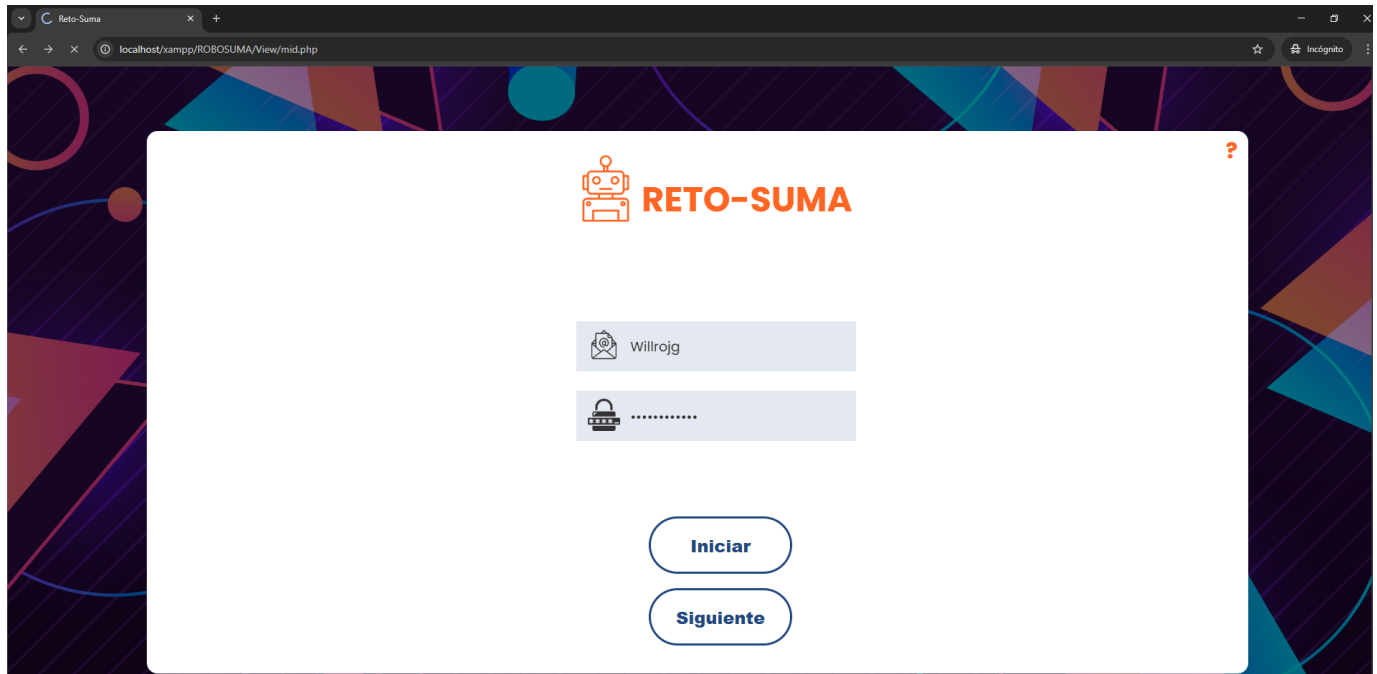 Reto-Suma
localhost/xampp/ROBOSUMA/View/mid.php
Incógnito
?
RETO-SUMA
Willrojg
••••••••••••
Iniciar
Siguiente